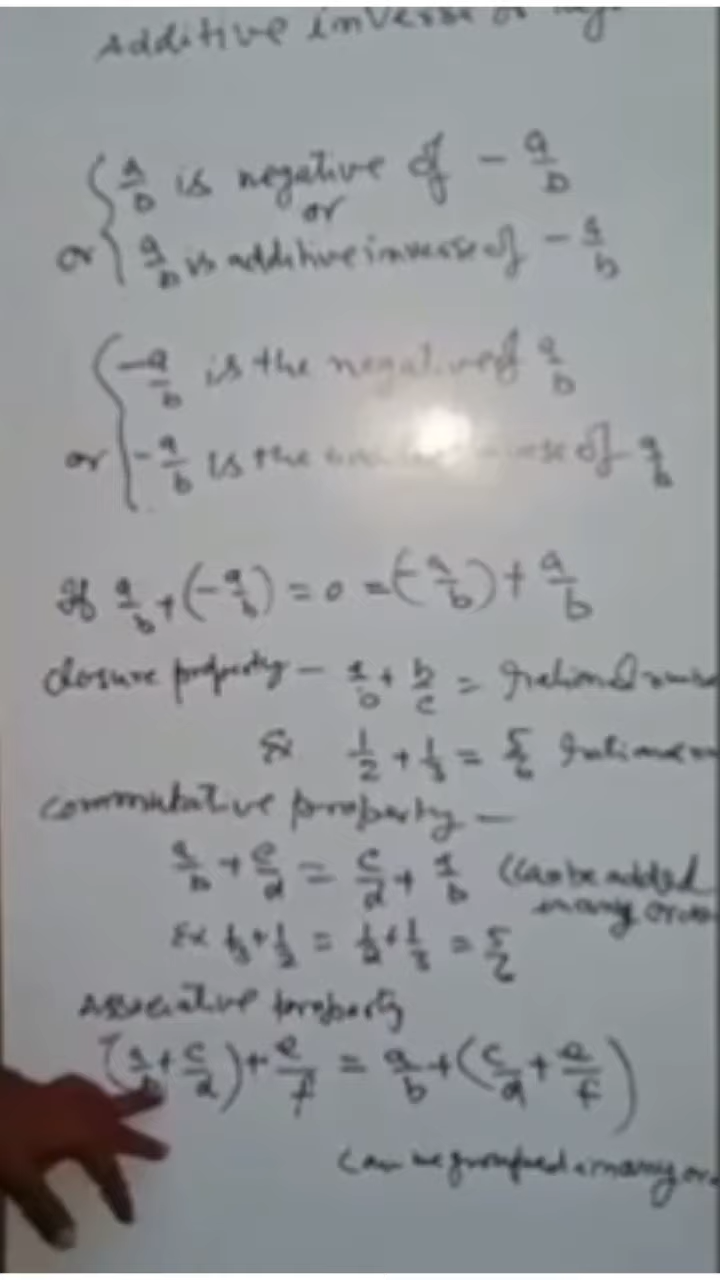 Additive inverse or
a/b is negative of - a/b
or
or a/b is additive inverse of - a/b
-a/b is the negative of a/b
or -a/b is the inverse of a/b
If a/b + (-a/b) = 0 = (-a/b) + a/b
closure property - a/b + b/c = rational
Ex 1/2 + 1/3 = 5/6 rational
commutative property -
a/b + c/d = c/d + a/b (can be added
in any order
Ex 1/3 + 1/2 = 1/2 + 1/3 = 5/6
Associative property
(a/b + c/d) + e/f = a/b + (c/d + e/f)
can be grouped in any